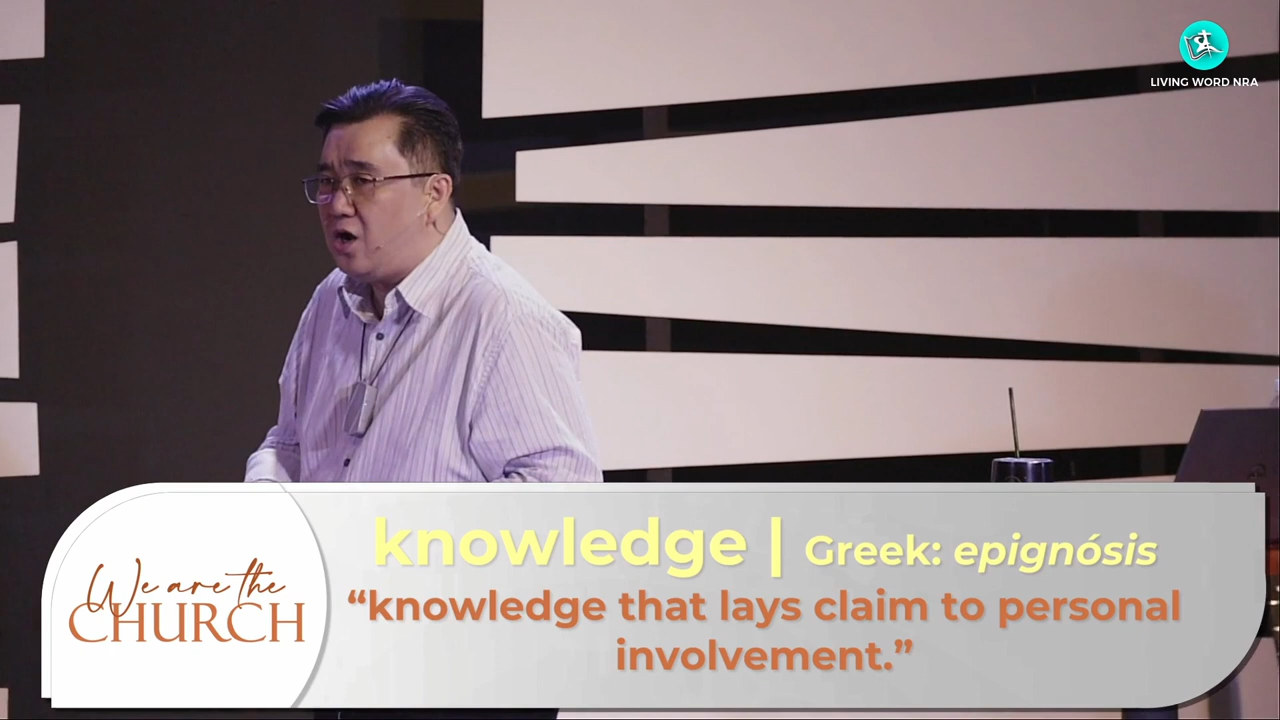 LIVING WORD NRA
We are the
CHURCH
knowledge | Greek: epignósis
“knowledge that lays claim to personal
involvement.”